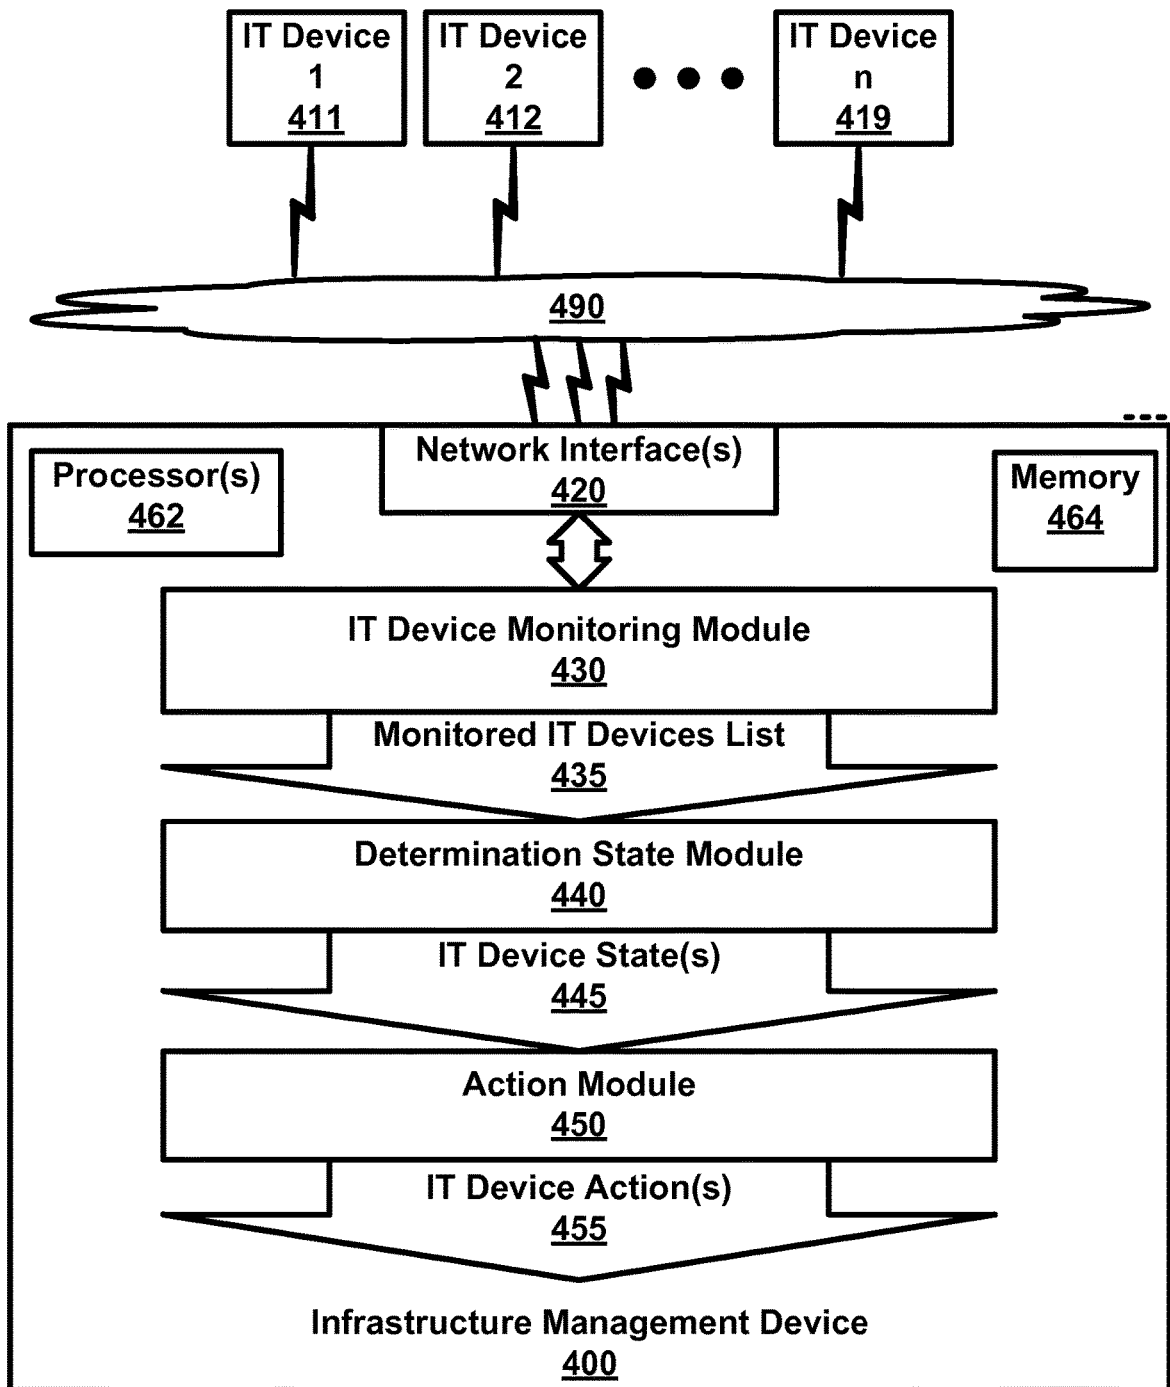 IT Device
1
411
IT Device
2
412
IT Device
n
419
490
Network Interface(s)
420
Processor(s)
462
Memory
464
IT Device Monitoring Module
430
Monitored IT Devices List
435
Determination State Module
440
IT Device State(s)
445
Action Module
450
IT Device Action(s)
455
Infrastructure Management Device
400